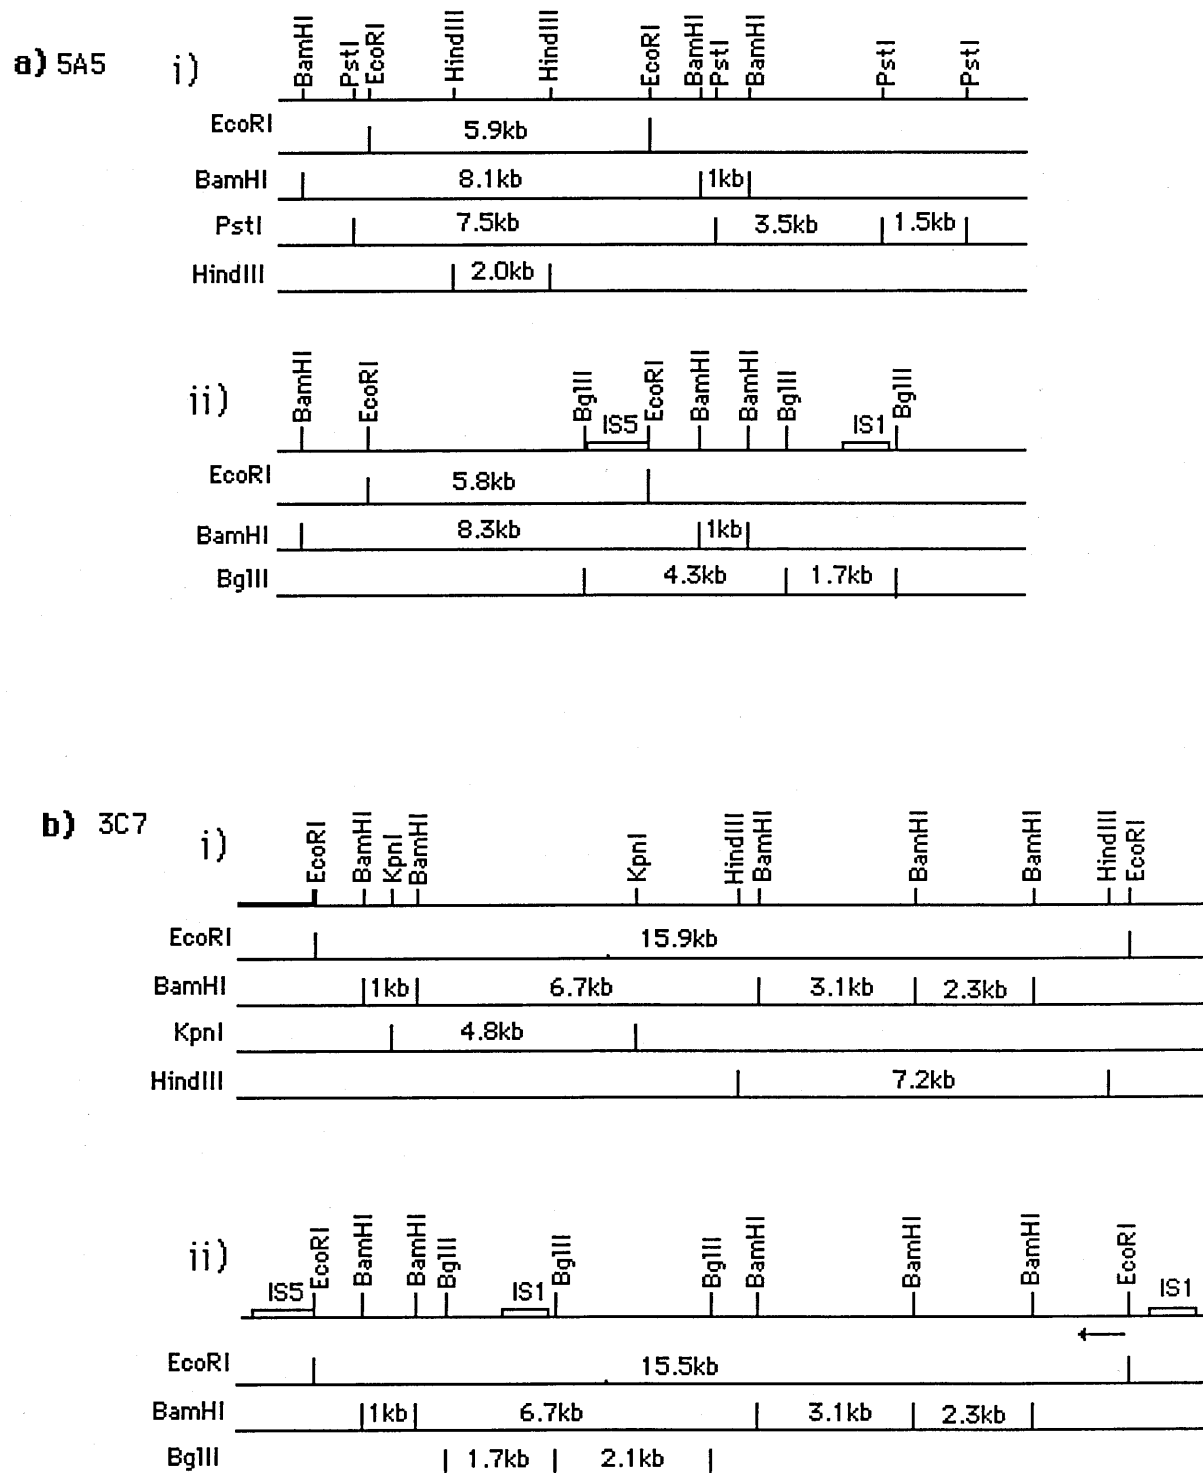 a) 5A5 i)
BamHI PstI EcoRI HindIII HindIII EcoRI BamHI PstI BamHI PstI PstI
EcoRI 5.9kb
BamHI 8.1kb 1kb
PstI 7.5kb 3.5kb 1.5kb
HindIII 2.0kb
ii)
BamHI EcoRI BglII IS5 EcoRI BamHI BamHI BglII IS1 BglII
EcoRI 5.8kb
BamHI 8.3kb 1kb
BglII 4.3kb 1.7kb
b) 3C7 i)
EcoRI BamHI KpnI BamHI KpnI HindIII BamHI BamHI BamHI HindIII EcoRI
EcoRI 15.9kb
BamHI 1kb 6.7kb 3.1kb 2.3kb
KpnI 4.8kb
HindIII 7.2kb
ii)
IS5 EcoRI BamHI BamHI BglII IS1 BglII BglII BamHI BamHI BamHI EcoRI IS1
EcoRI 15.5kb
BamHI 1kb 6.7kb 3.1kb 2.3kb
BglII 1.7kb 2.1kb